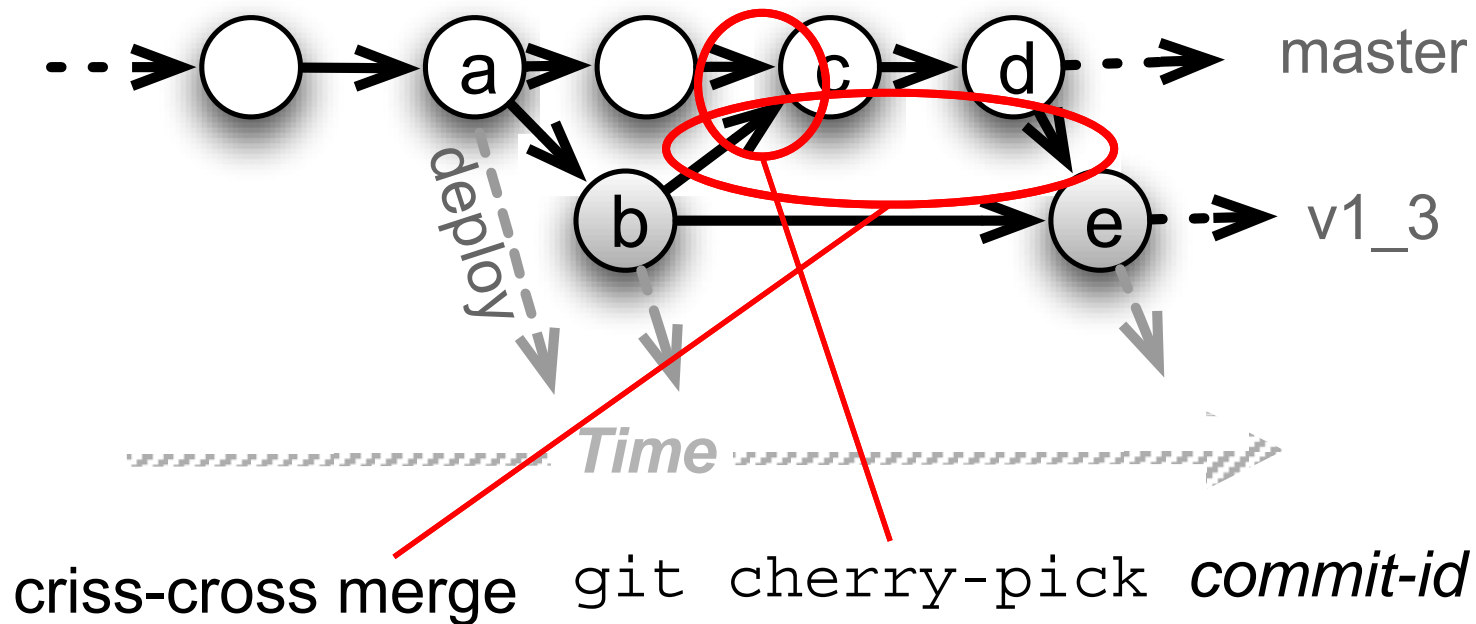 a
c
d
master
deploy
b
e
v1_3
Time
criss-cross merge
git cherry-pick commit-id